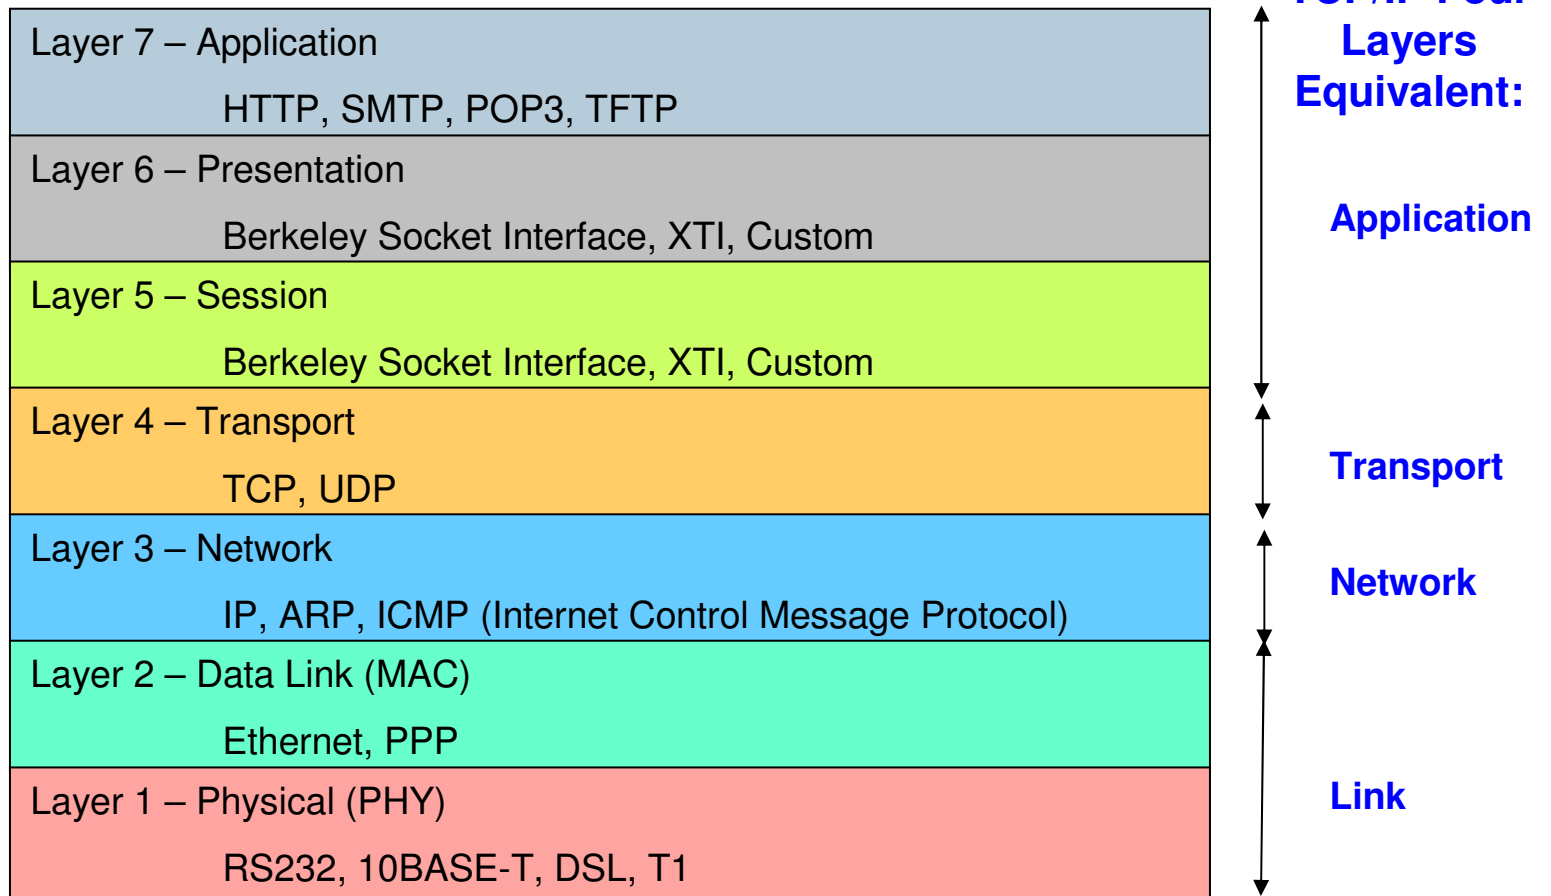 Layer 7 – Application
HTTP, SMTP, POP3, TFTP
Layer 6 – Presentation
Berkeley Socket Interface, XTI, Custom
Layer 5 – Session
Berkeley Socket Interface, XTI, Custom
Layer 4 – Transport
TCP, UDP
Layer 3 – Network
IP, ARP, ICMP (Internet Control Message Protocol)
Layer 2 – Data Link (MAC)
Ethernet, PPP
Layer 1 – Physical (PHY)
RS232, 10BASE-T, DSL, T1
Layers
Equivalent:
Application
Transport
Network
Link